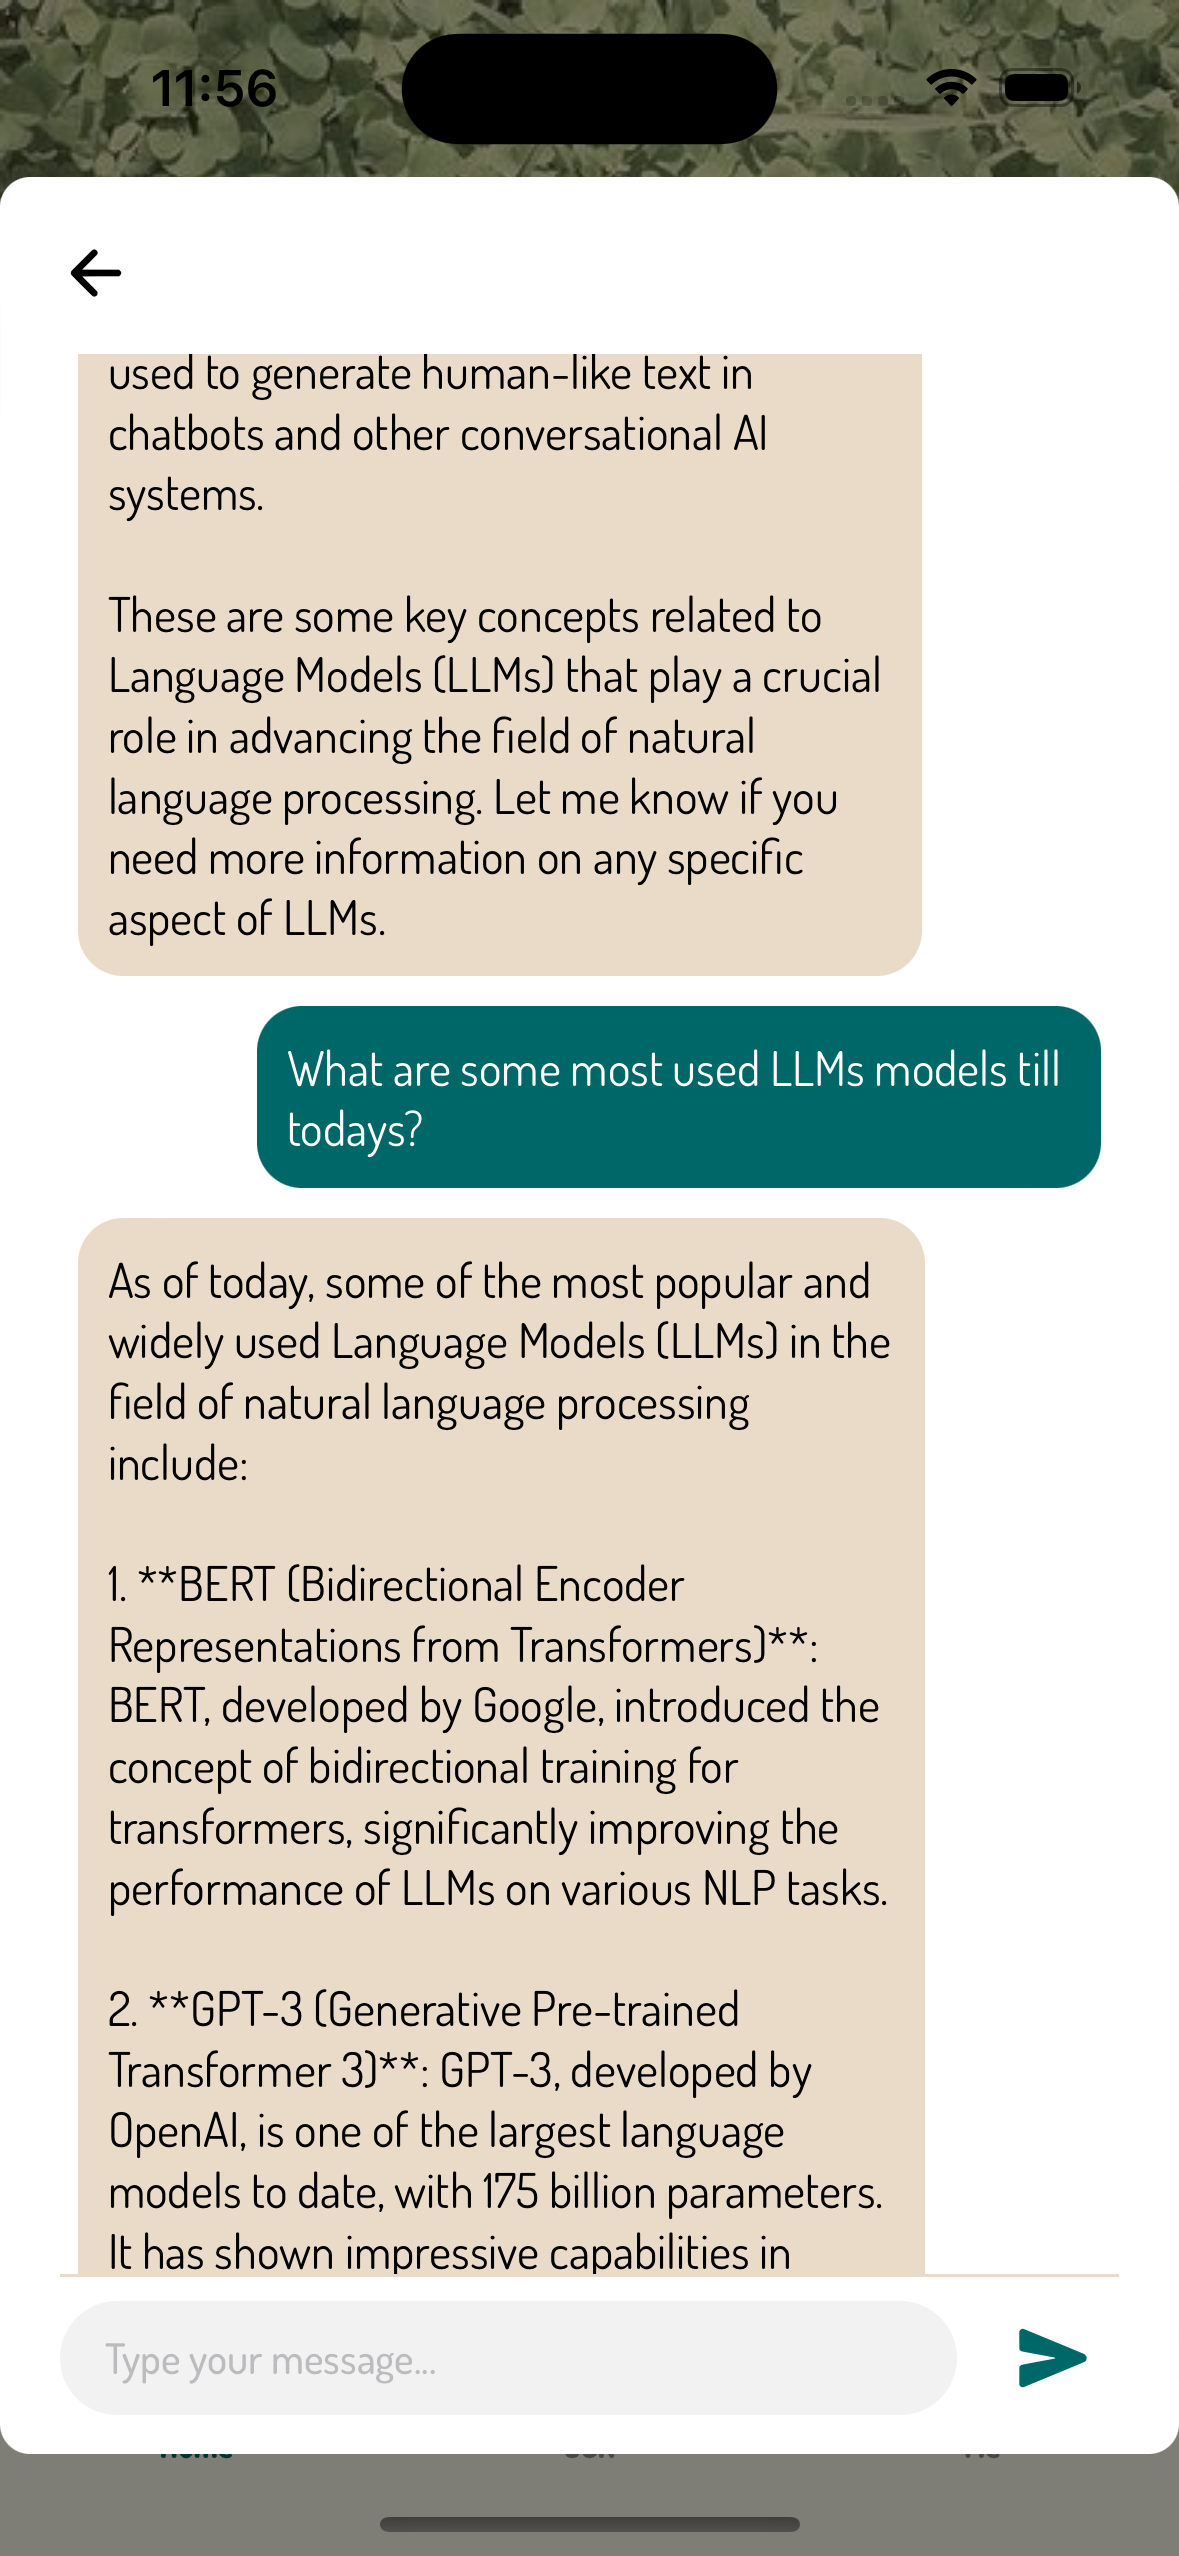 11:56
used to generate human-like text in
chatbots and other conversational AI
systems.
These are some key concepts related to
Language Models (LLMs) that play a crucial
role in advancing the field of natural
language processing. Let me know if you
need more information on any specific
aspect of LLMs.
What are some most used LLMs models till
todays?
As of today, some of the most popular and
widely used Language Models (LLMs) in the
field of natural language processing
include:
1. **BERT (Bidirectional Encoder
Representations from Transformers)**:
BERT, developed by Google, introduced the
concept of bidirectional training for
transformers, significantly improving the
performance of LLMs on various NLP tasks.
2. **GPT-3 (Generative Pre-trained
Transformer 3)**: GPT-3, developed by
OpenAI, is one of the largest language
models to date, with 175 billion parameters.
It has shown impressive capabilities in
Type your message...